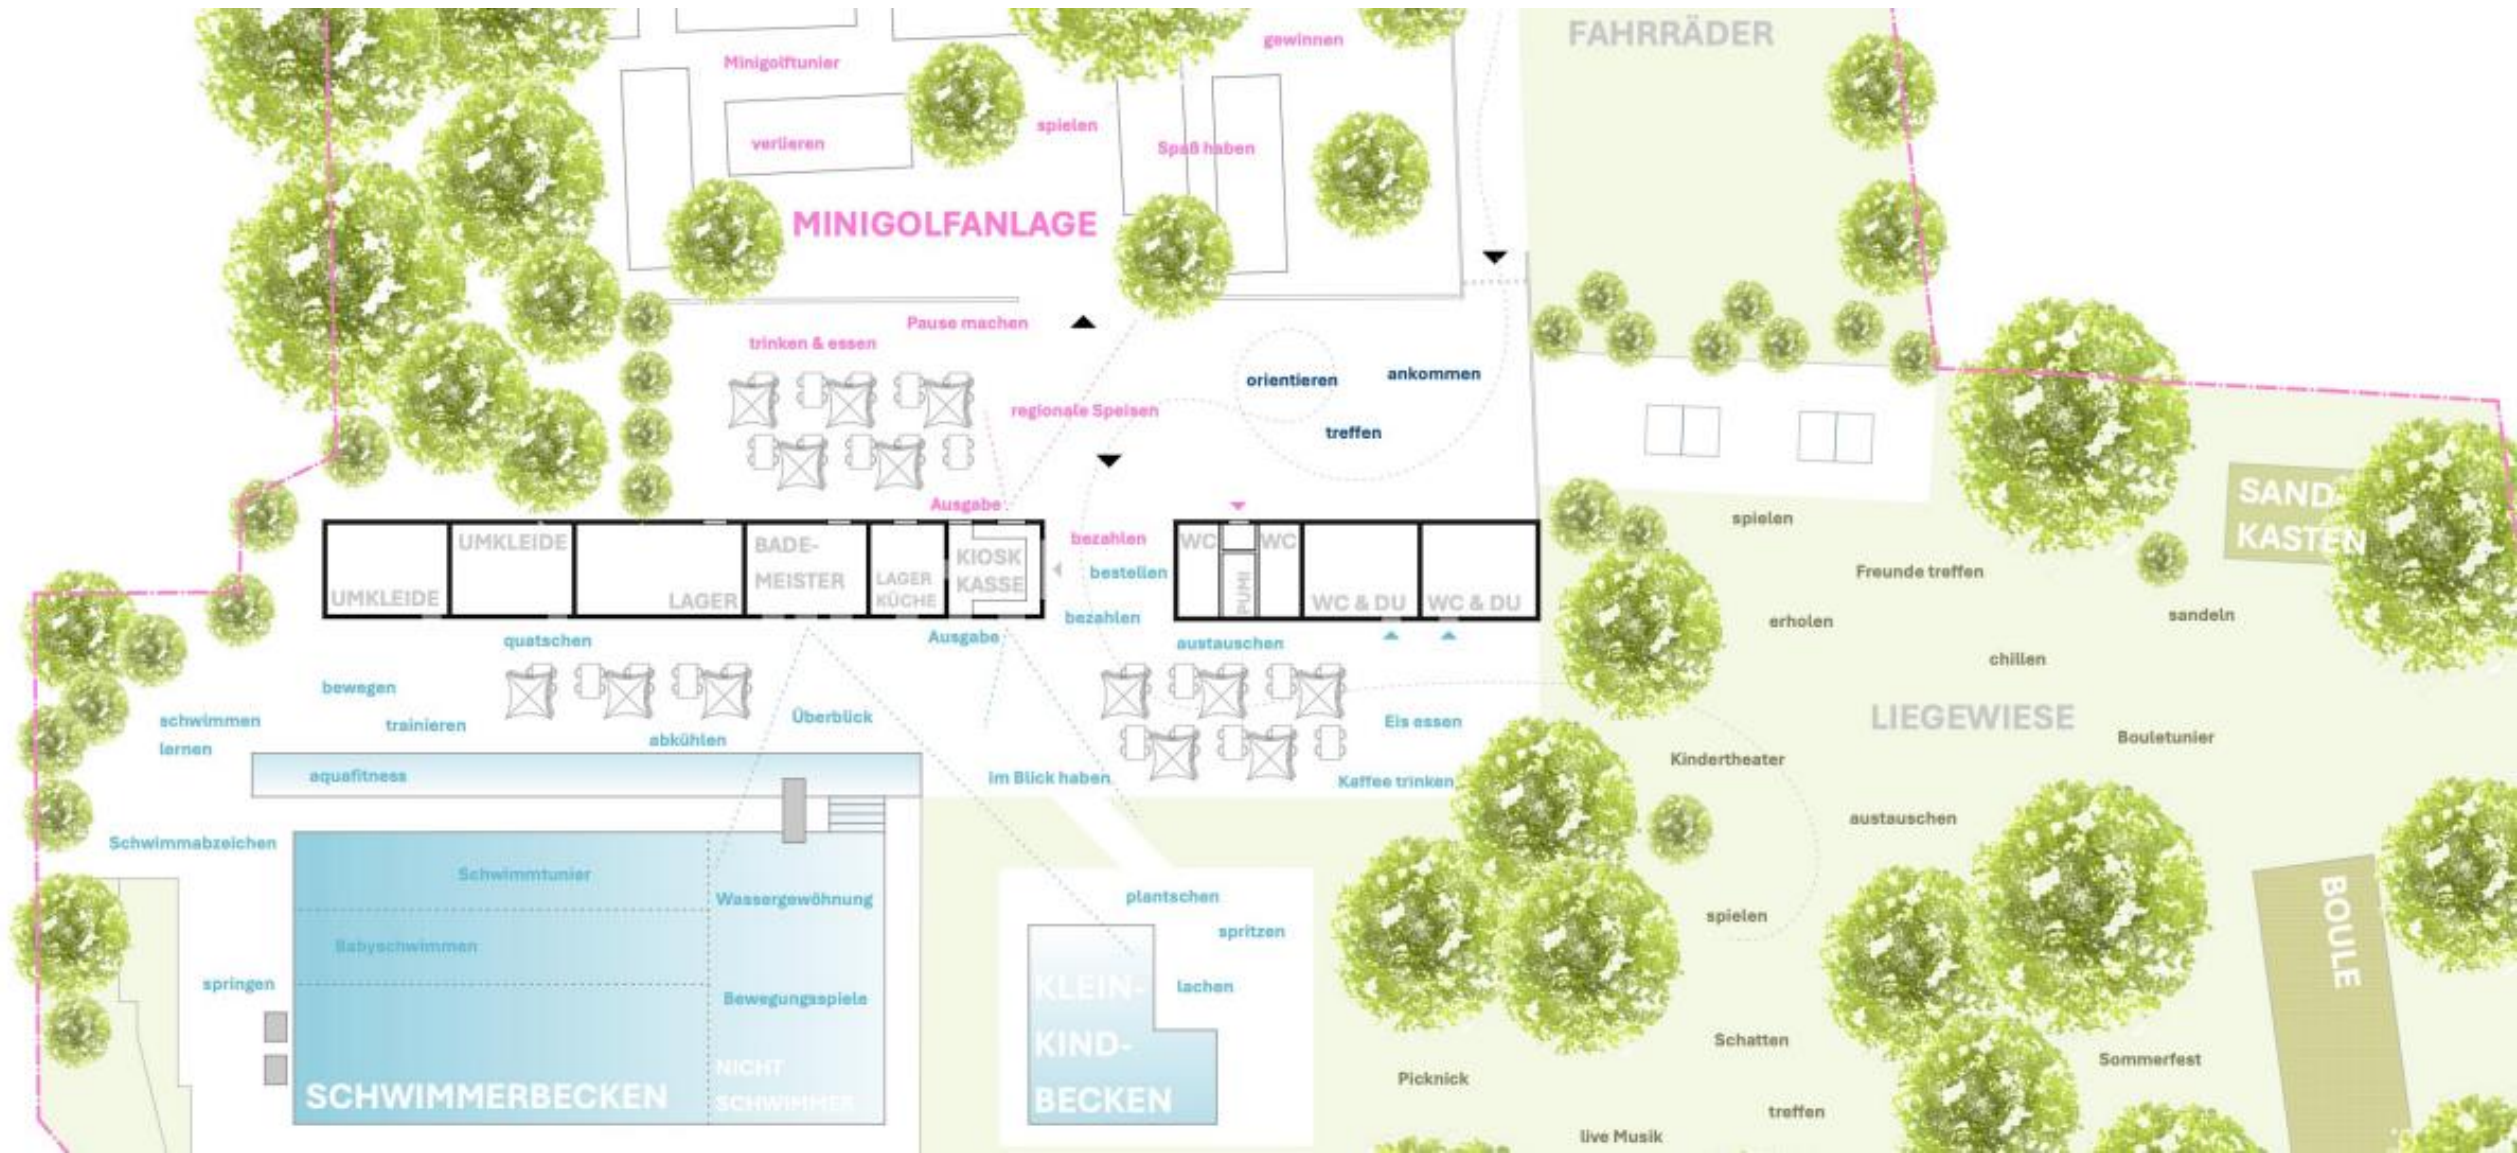 FAHRRÄDER
gewinnen
Minigolftunier
spielen
verlieren
Spaß haben
MINIGOLFANLAGE
Pause machen
trinken & essen
orientieren
ankommen
regionale Speisen
treffen
Ausgabe
SAND
KASTEN
spielen
bezahlen
UMKLEIDE
BADE-
MEISTER
KIOSK
KASSE
WC
WC
bestellen
Freunde treffen
LAGER
KÜCHE
PUMI
UMKLEIDE
LAGER
WC & DU
WC & DU
bezahlen
erholen
sandeln
quatschen
Ausgabe
austauschen
chillen
bewegen
schwimmen
lernen
trainieren
Überblick
abkühlen
Eis essen
LIEGEWIESE
Bouletunier
Kindertheater
aquafitness
im Blick haben
Kaffee trinken
austauschen
Schwimmabzeichen
Schwimmtunier
Wassergewöhnung
plantschen
spritzen
spielen
BOULE
Babyschwimmen
springen
Bewegungsspiele
lachen
KLEIN-
KIND-
BECKEN
Schatten
Sommerfest
NICHT
SCHWIMMER
SCHWIMMERBECKEN
Picknick
treffen
live Musik